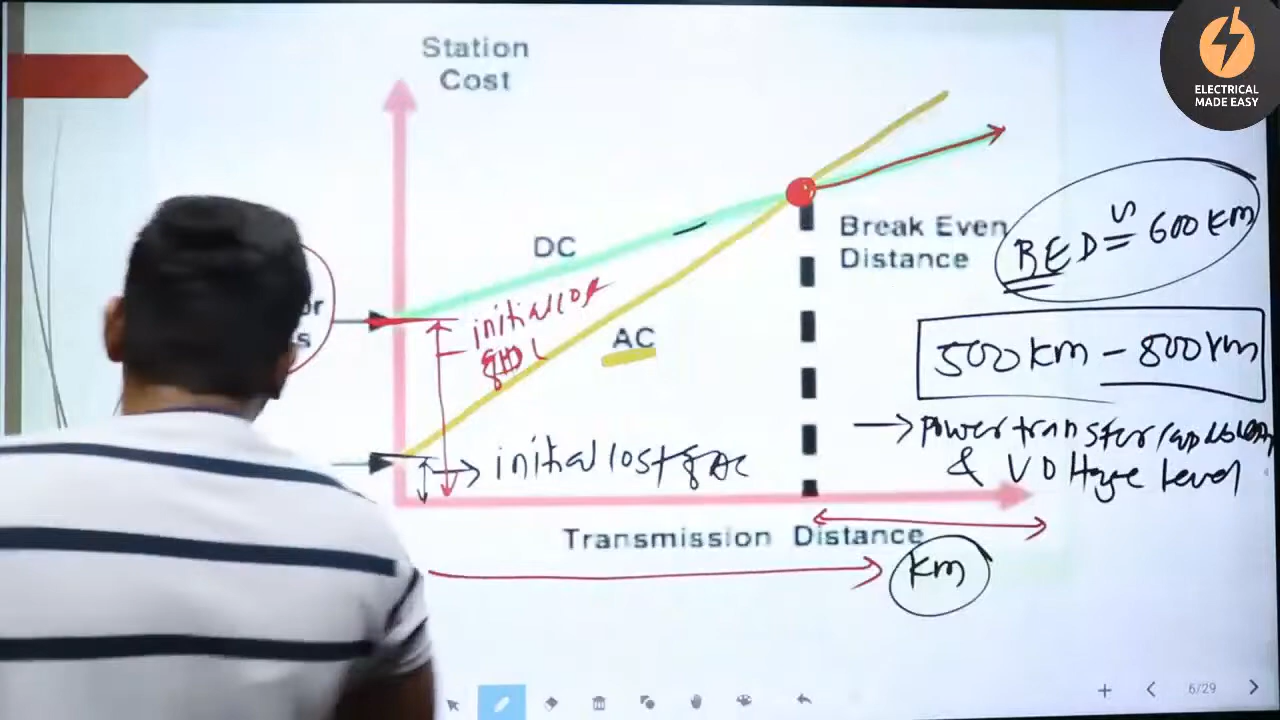 Station
Cost
ELECTRICAL
MADE EASY
DC
Break Even
Distance
BED ≌ 600 km
or
s
initial cost
AC
500 km - 800 km
initial cost of AC
→ power transfer
& Voltage level
Transmission Distance
km
6/29